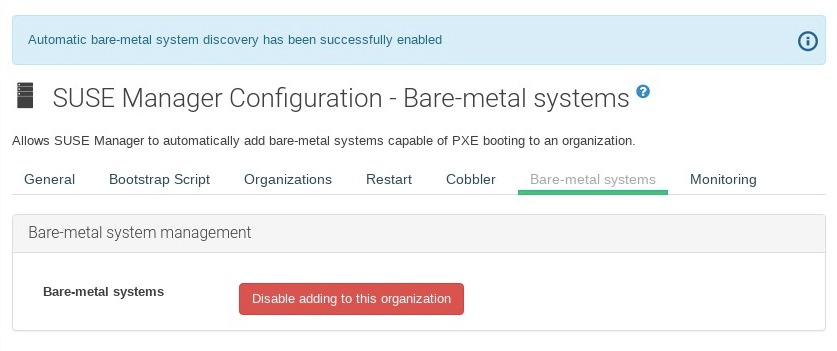 Automatic bare-metal system discovery has been successfully enabled
SUSE Manager Configuration - Bare-metal systems
Allows SUSE Manager to automatically add bare-metal systems capable of PXE booting to an organization.
General Bootstrap Script Organizations Restart Cobbler Bare-metal systems Monitoring
Bare-metal system management
Bare-metal systems Disable adding to this organization